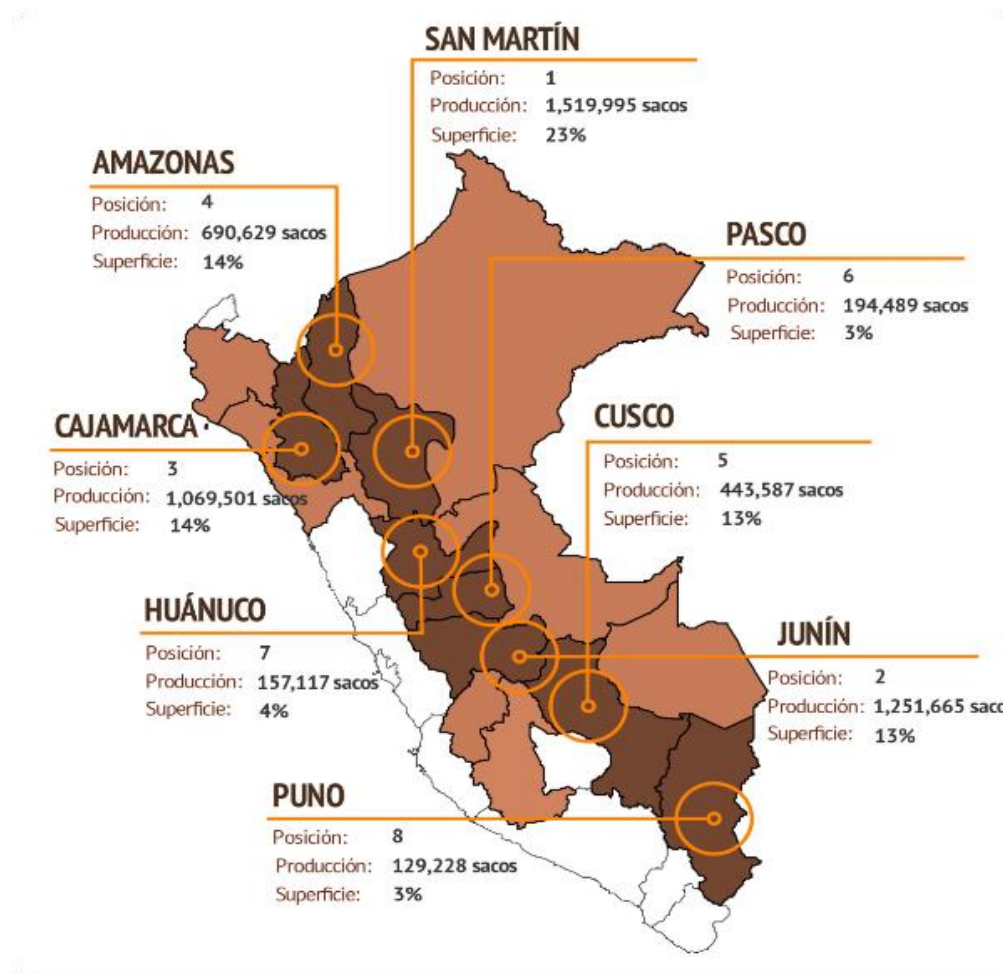 SAN MARTÍN
Posición: 1
Producción: 1,519,995 sacos
Superficie: 23%
AMAZONAS
Posición: 4
Producción: 690,629 sacos
Superficie: 14%
PASCO
Posición: 6
Producción: 194,489 sacos
Superficie: 3%
CAJAMARCA
Posición: 3
Producción: 1,069,501 sacos
Superficie: 14%
CUSCO
Posición: 5
Producción: 443,587 sacos
Superficie: 13%
HUÁNUCO
Posición: 7
Producción: 157,117 sacos
Superficie: 4%
JUNÍN
Posición: 2
Producción: 1,251,665 saco
Superficie: 13%
PUNO
Posición: 8
Producción: 129,228 sacos
Superficie: 3%